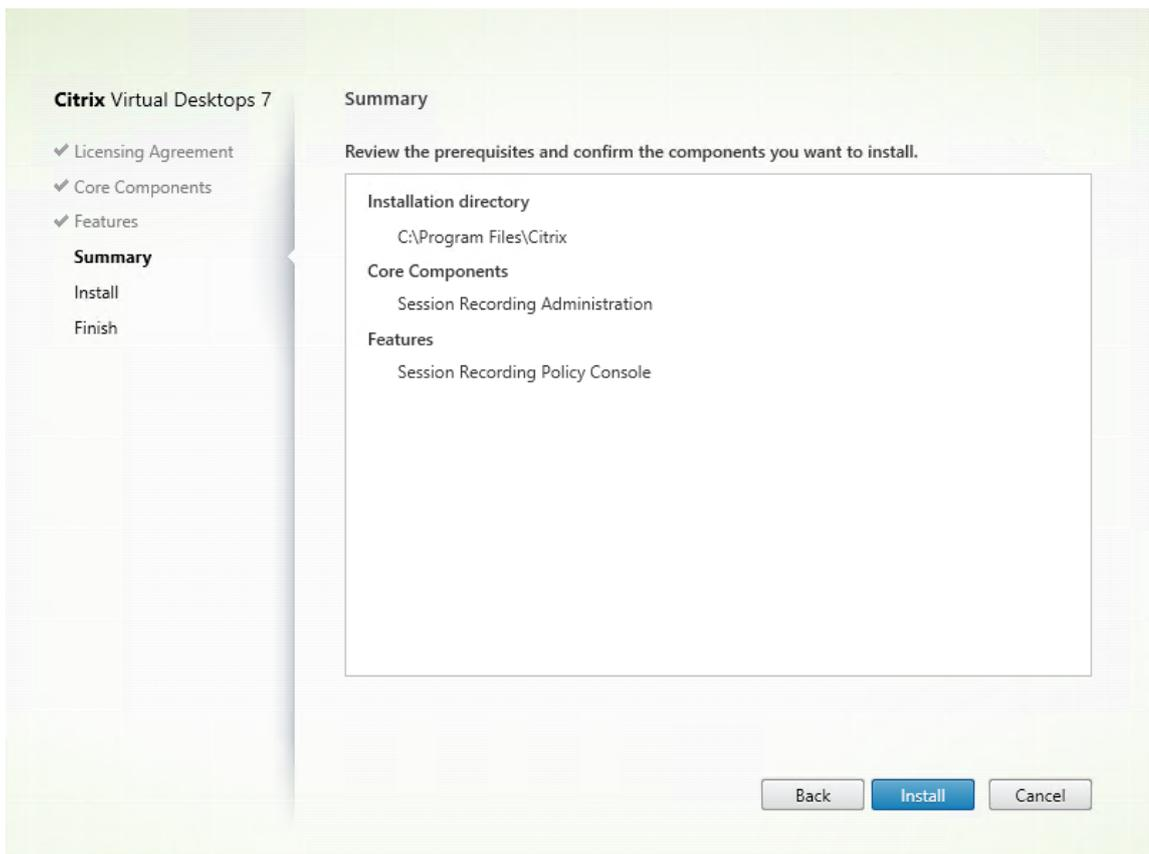 Citrix Virtual Desktops 7
Licensing Agreement
Core Components
Features
Summary
Install
Finish
Summary
Review the prerequisites and confirm the components you want to install.
Installation directory
C:\Program Files\Citrix
Core Components
Session Recording Administration
Features
Session Recording Policy Console
Back
Install
Cancel